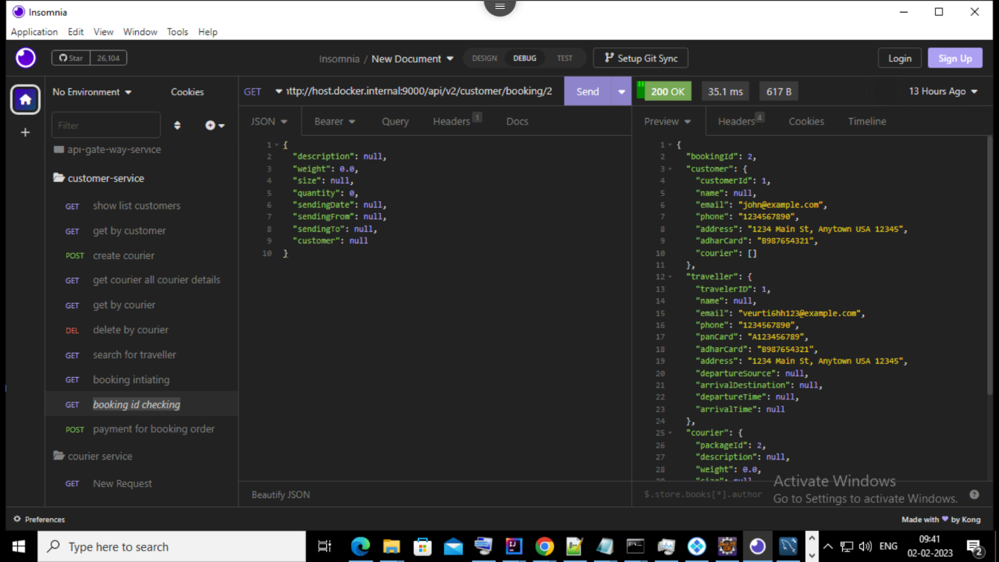 Insomnia
Application Edit View Window Tools Help
Star 26,104
Insomnia / New Document
DESIGN DEBUG TEST
Setup Git Sync
Login Sign Up
No Environment Cookies
Filter
api-gate-way-service
customer-service
GET show list customers
GET get by customer
POST create courier
GET get courier all courier details
GET get by courier
DEL delete by courier
GET search for traveller
GET booking intiating
GET booking id checking
POST payment for booking order
courier service
GET New Request
GET ittp://host.docker.internal:9000/api/v2/customer/booking/2 Send
JSON Bearer Query Headers 1 Docs
1 {
2 "description": null,
3 "weight": 0.0,
4 "size": null,
5 "quantity": 0,
6 "sendingDate": null,
7 "sendingFrom": null,
8 "sendingTo": null,
9 "customer": null
10 }
Beautify JSON
200 OK 35.1 ms 617 B 13 Hours Ago
Preview Headers 4 Cookies Timeline
1 {
2 "bookingId": 2,
3 "customer": {
4 "customerId": 1,
5 "name": null,
6 "email": "john@example.com",
7 "phone": "1234567890",
8 "address": "1234 Main St, Anytown USA 12345",
9 "adharCard": "B987654321",
10 "courier": []
11 },
12 "traveller": {
13 "travelerID": 1,
14 "name": null,
15 "email": "veurti6hh123@example.com",
16 "phone": "1234567890",
17 "panCard": "A123456789",
18 "adharCard": "B987654321",
19 "address": "1234 Main St, Anytown USA 12345",
20 "departureSource": null,
21 "arrivalDestination": null,
22 "departureTime": null,
23 "arrivalTime": null
24 },
25 "courier": {
26 "packageId": 2,
27 "description": null,
28 "weight": 0.0,
29 "size": null
$.store.books[*].author
Activate Windows
Go to Settings to activate Windows.
Preferences
Made with by Kong
Type here to search
ENG
09:41
02-02-2023
2